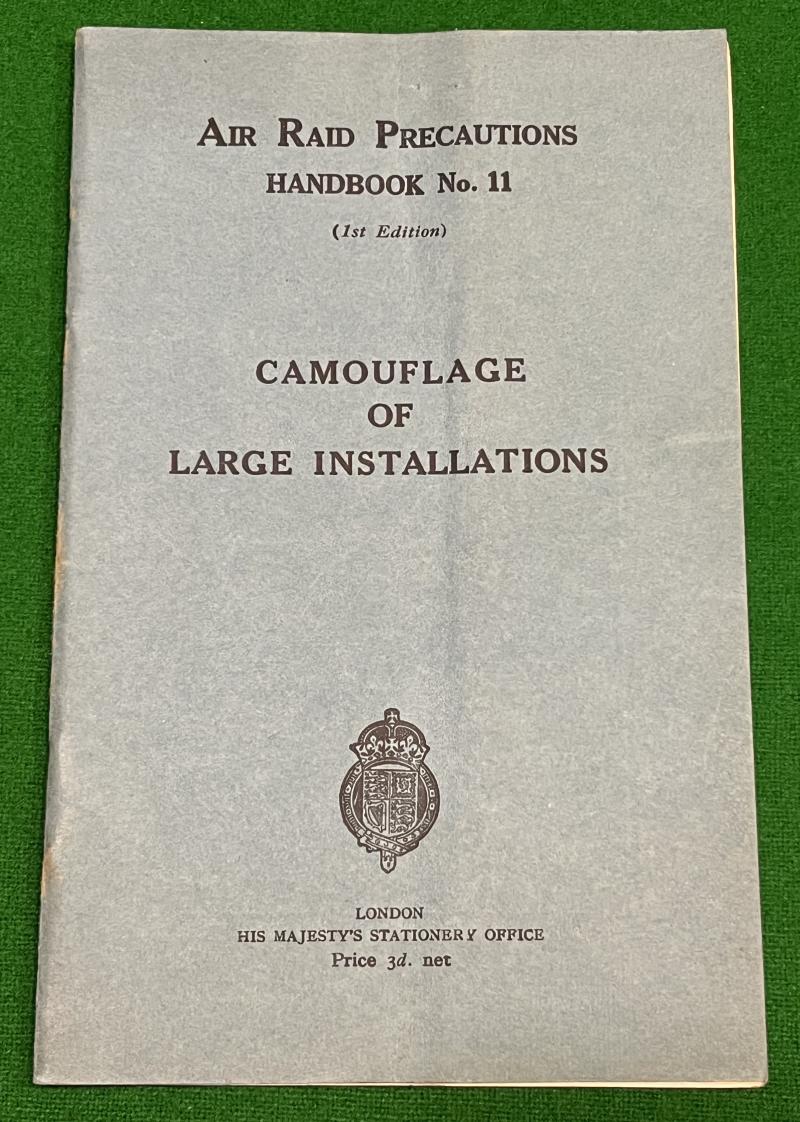 AIR RAID PRECAUTIONS
HANDBOOK No. 11
(1st Edition)
CAMOUFLAGE
OF
LARGE INSTALLATIONS
LONDON
HIS MAJESTY'S STATIONERY OFFICE
Price 3d. net